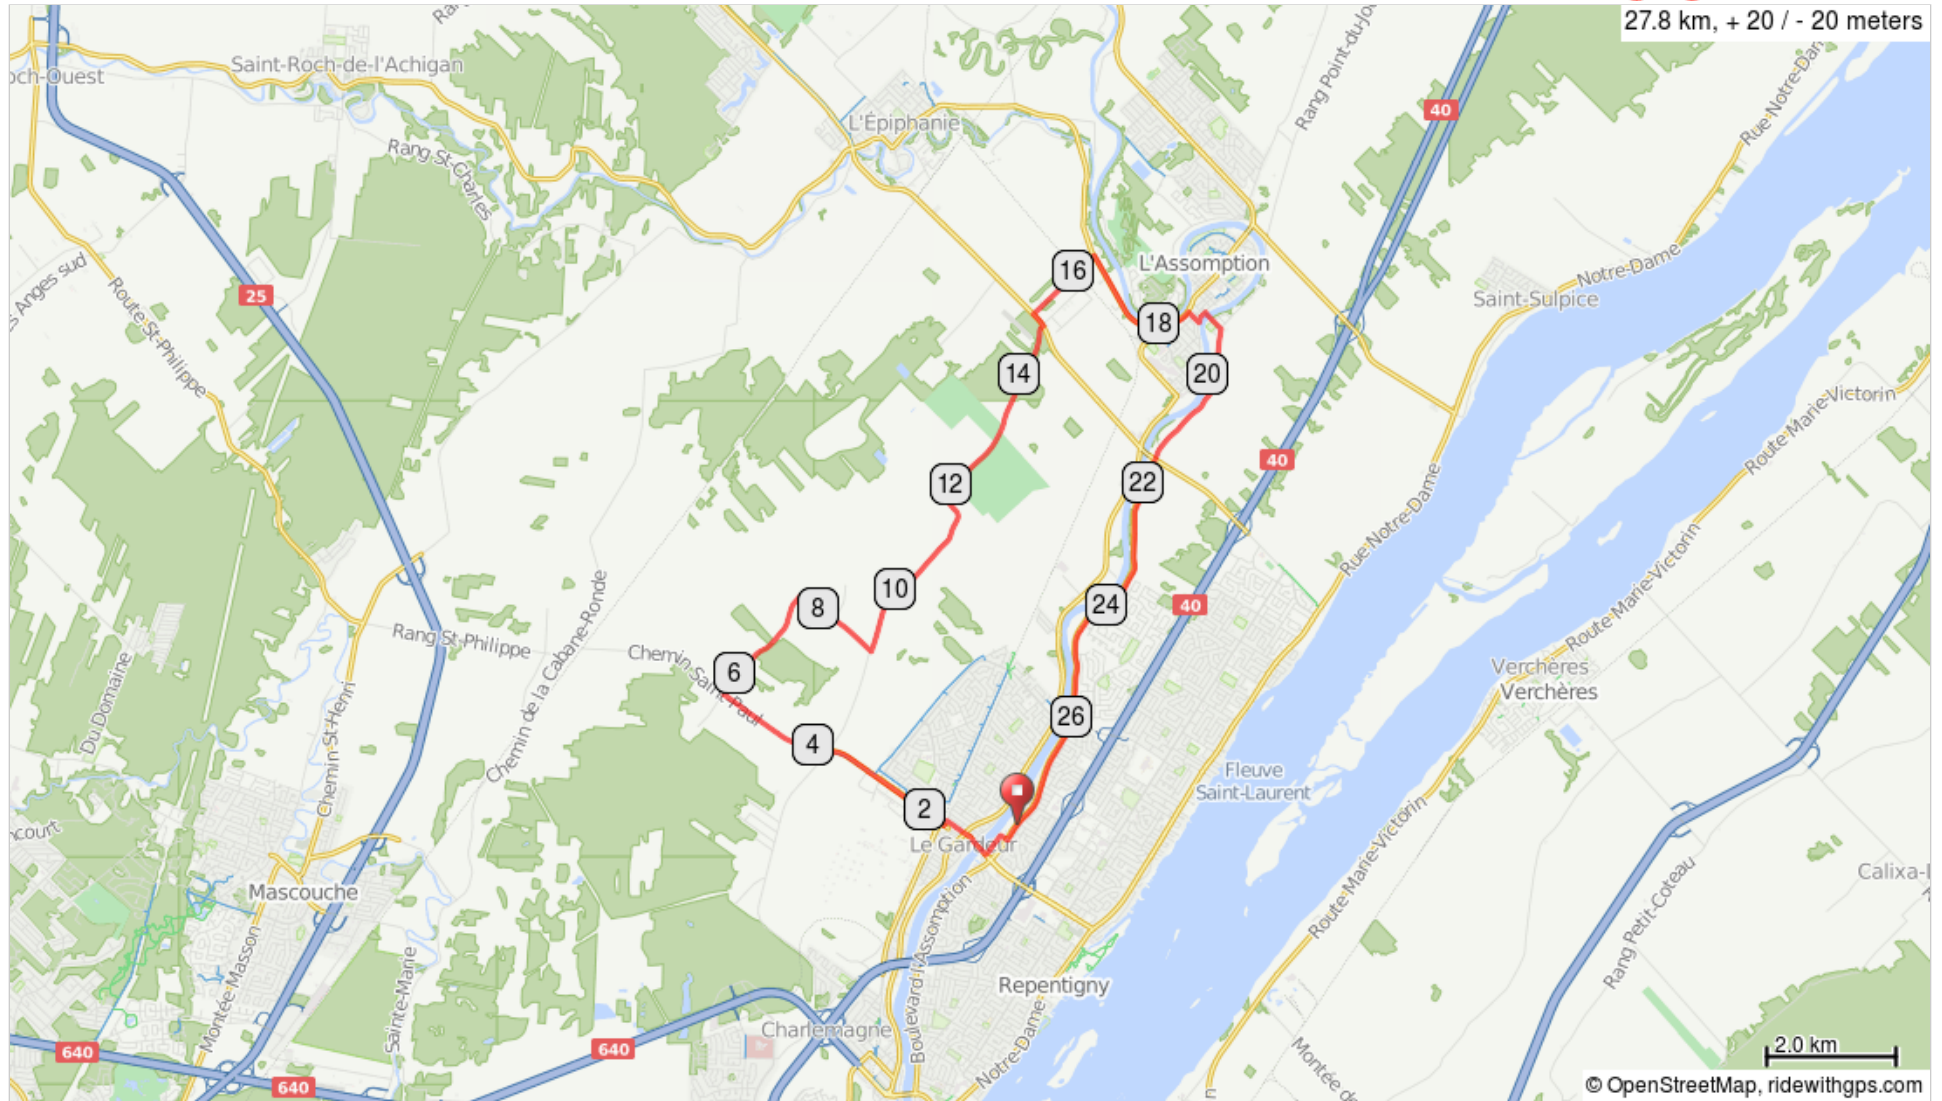 27.8 km, + 20 / - 20 meters
Saint-Roch-de-l'Achigan
och-Ouest
L'Épiphanie
Rang Point-du-Jo
40
Rue Notre-Dam
Rang St-Charles
s Anges sud
Route St-Philippe
25
16
L'Assomption
18
Notre-Dame
Saint-Sulpice
14
20
Route Marie-Victorin
12
22
40
Rue Notre-Dame
10
8
24
40
Route Marie-Victorin
Rang St-Philippe
Chemin de la Cabane-Ronde
Chemin Saint-Paul
6
Verchères
Verchères
Du Domaine
Chemin St-Henri
4
26
Fleuve
Saint-Laurent
2
Le Gardeur
ncourt
Mascouche
Route Marie-Victorin
Calixa-L
Rang Petit-Coteau
Montée Masson
Sainte-Marie
Boulevard l'Assomption
Repentigny
Charlemagne
Notre-Dame
640
640
640
Montée de
2.0 km
© OpenStreetMap, ridewithgps.com